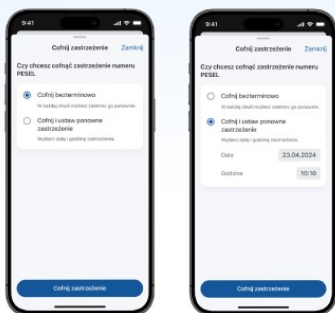 9:41
Cofnij zastrzeżenie Zamknij
Czy chcesz cofnąć zastrzeżenie numeru
PESEL
Cofnij bezterminowo
W każdej chwili możesz zastrzec go ponownie.
Cofnij i ustaw ponowne
zastrzeżenie
Wybierz datę i godzinę zastrzeżenia.
Cofnij zastrzeżenie
9:41
Cofnij zastrzeżenie Zamknij
Czy chcesz cofnąć zastrzeżenie numeru
PESEL
Cofnij bezterminowo
W każdej chwili możesz zastrzec go ponownie.
Cofnij i ustaw ponowne
zastrzeżenie
Wybierz datę i godzinę zastrzeżenia.
Data 23.04.2024
Godzina 10:10
Cofnij zastrzeżenie